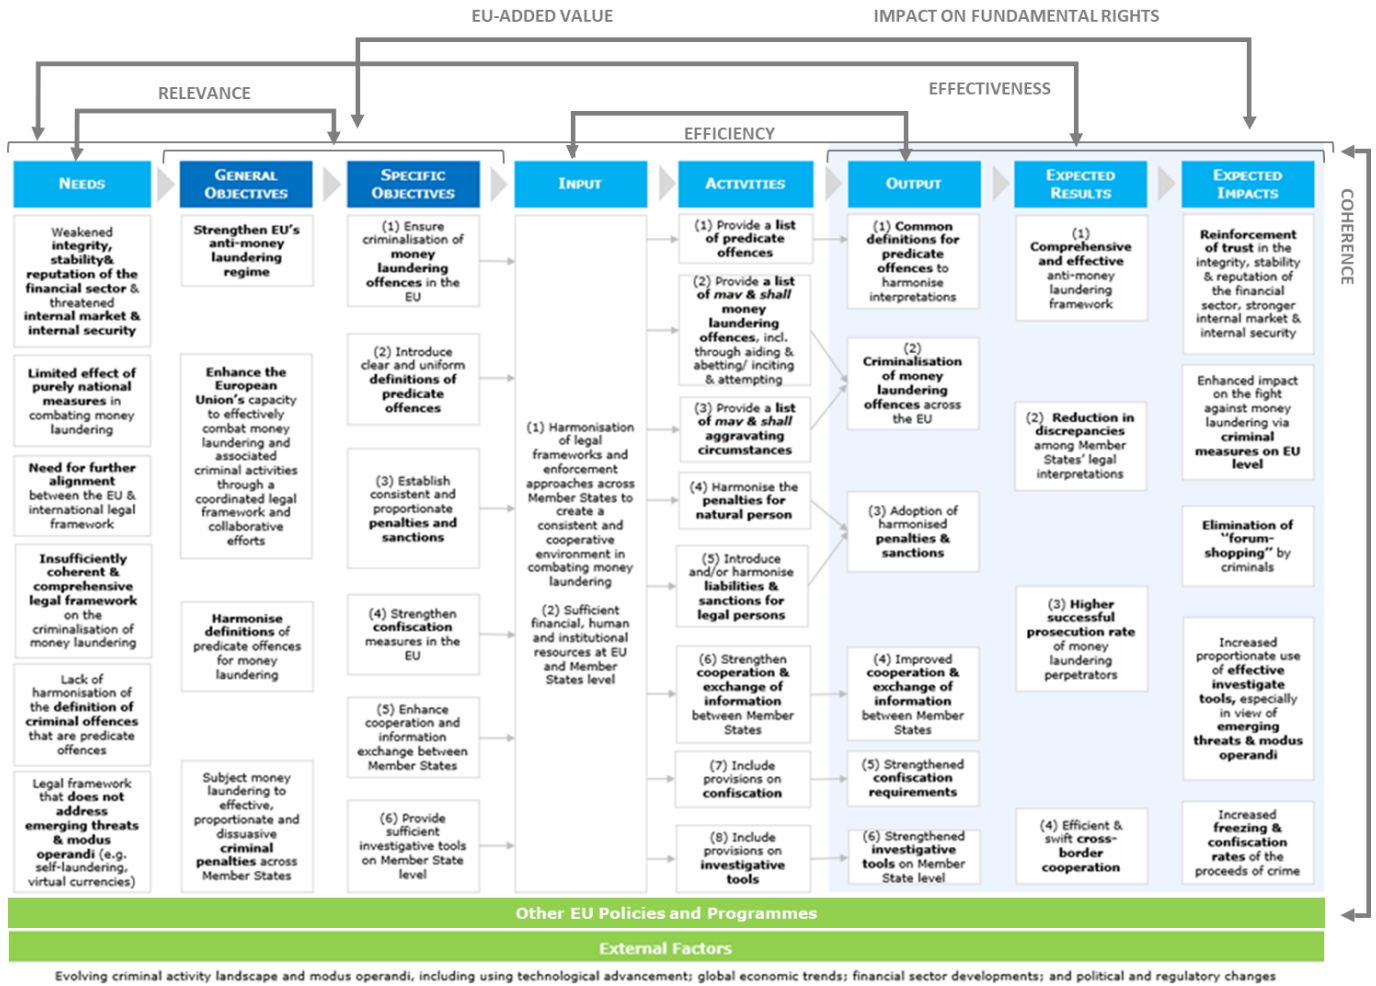 EU-ADDED VALUE
IMPACT ON FUNDAMENTAL RIGHTS
RELEVANCE
EFFECTIVENESS
EFFICIENCY
COHERENCE
NEEDS
GENERAL
OBJECTIVES
SPECIFIC
OBJECTIVES
INPUT
ACTIVITIES
OUTPUT
EXPECTED
RESULTS
EXPECTED
IMPACTS
Weakened
integrity,
stability&
reputation of the
financial sector &
threatened
internal market &
internal security
Limited effect of
purely national
measures in
combating money
laundering
Need for further
alignment
between the EU &
international legal
framework
Insufficiently
coherent &
comprehensive
legal framework
on the
criminalisation of
money laundering
Lack of
harmonisation of
the definition of
criminal offences
that are predicate
offences
Legal framework
that does not
address
emerging threats
& modus
operandi (e.g.
self-laundering,
virtual currencies)
Strengthen EU's
anti-money
laundering
regime
Enhance the
European
Union's capacity
to effectively
combat money
laundering and
associated
criminal activities
through a
coordinated legal
framework and
collaborative
efforts
Harmonise
definitions of
predicate offences
for money
laundering
Subject money
laundering to
effective,
proportionate and
dissuasive
criminal
penalties across
Member States
(1) Ensure
criminalisation of
money
laundering
offences in the
EU
(2) Introduce
clear and uniform
definitions of
predicate
offences
(3) Establish
consistent and
proportionate
penalties and
sanctions
(4) Strengthen
confiscation
measures in the
EU
(5) Enhance
cooperation and
information
exchange between
Member States
(6) Provide
sufficient
investigative tools
on Member State
level
(1) Harmonisation
of legal
frameworks and
enforcement
approaches across
Member States to
create a
consistent and
cooperative
environment in
combating money
laundering
(2) Sufficient
financial, human
and institutional
resources at EU
and Member
States level
(1) Provide a list
of predicate
offences
(2) Provide a list
of mav & shall
money
laundering
offences, incl.
through aiding &
abetting/ inciting
& attempting
(3) Provide a list
of mav & shall
aggravating
circumstances
(4) Harmonise the
penalties for
natural person
(5) Introduce
and/or harmonise
liabilities &
sanctions for
legal persons
(6) Strengthen
cooperation &
exchange of
information
between Member
States
(7) Include
provisions on
confiscation
(8) Include
provisions on
investigative
tools
(1) Common
definitions for
predicate
offences to
harmonise
interpretations
(2)
Criminalisation
of money
laundering
offences across
the EU
(3) Adoption of
harmonised
penalties &
sanctions
(4) Improved
cooperation &
exchange of
information
between Member
States
(5) Strengthened
confiscation
requirements
(6) Strengthened
investigative
tools on Member
State level
(1)
Comprehensive
and effective
anti-money
laundering
framework
(2) Reduction in
discrepancies
among Member
States' legal
interpretations
(3) Higher
successful
prosecution rate
of money
laundering
perpetrators
(4) Efficient &
swift cross-
border
cooperation
Reinforcement
of trust in the
integrity, stability
& reputation of
the financial
sector, stronger
internal market &
internal security
Enhanced impact
on the fight
against money
laundering via
criminal
measures on EU
level
Elimination of
"forum-
shopping" by
criminals
Increased
proportionate use
of effective
investigate
tools, especially
in view of
emerging
threats & modus
operandi
Increased
freezing &
confiscation
rates of the
proceeds of crime
Other EU Policies and Programmes
External Factors
Evolving criminal activity landscape and modus operandi, including using technological advancement; global economic trends; financial sector developments; and political and regulatory changes